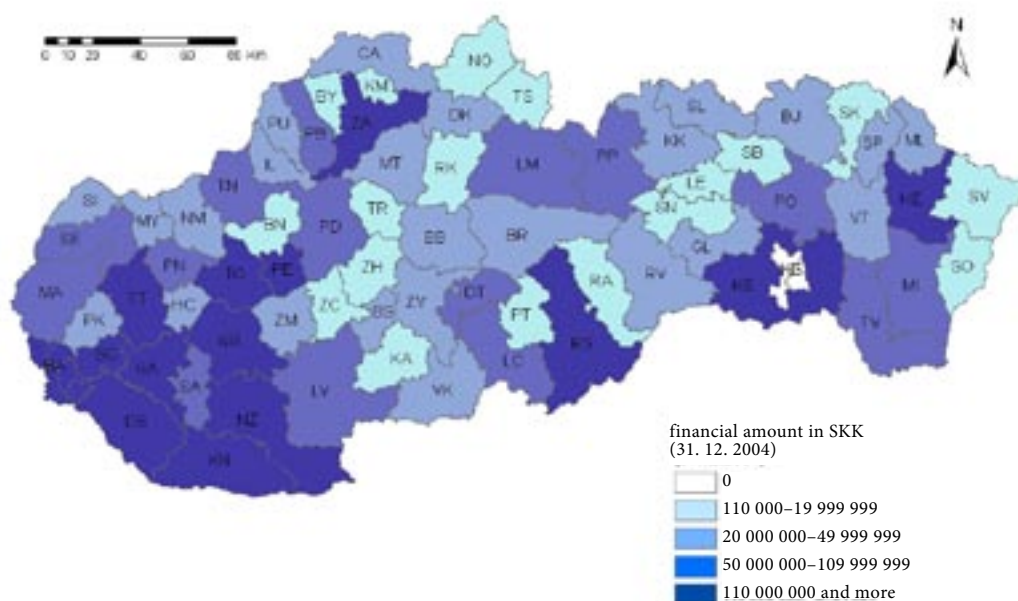 N
0 10 20 40 60 80 km
CA
NO
BY
KM
TS
PU
PB
ZA
DK
SL
BJ
SK
KK
SP
ML
IL
MT
RK
LM
PP
SB
TN
LE
HE
SV
SI
MY
NM
BN
PD
TR
SN
PO
VT
BB
BR
GL
SE
PN
TO
PE
ZH
RV
KS
SO
MA
TT
HC
ZM
ZC
BS
ZV
DT
PT
RA
MI
PK
KA
RS
TV
SC
GA
SA
LV
LC
VK
DS
NZ
KN
financial amount in SKK
(31. 12. 2004)
0
110 000–19 999 999
20 000 000–49 999 999
50 000 000–109 999 999
110 000 000 and more